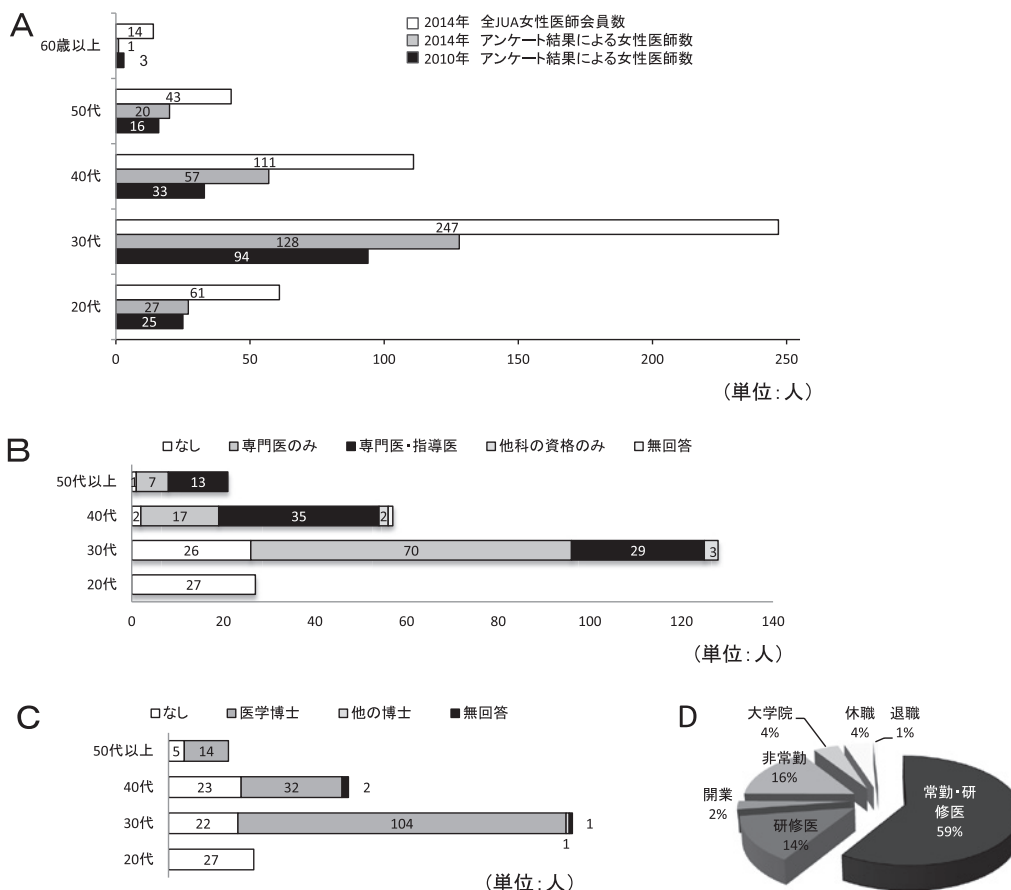 A
2014年 全JUA女性医師会員数
2014年 アンケート結果による女性医師数
2010年 アンケート結果による女性医師数
60歳以上
14
1
3
50代
43
20
16
40代
111
57
33
30代
247
128
94
20代
61
27
25
0 50 100 150 200 250
(単位:人)
B
なし 専門医のみ 専門医・指導医 他科の資格のみ 無回答
50代以上 1 7 13
40代 2 17 35 2
30代 26 70 29 3
20代 27
0 20 40 60 80 100 120 140
(単位:人)
C
なし 医学博士 他の博士 無回答
50代以上 5 14
40代 23 32 2
30代 22 104 1
1
20代 27
(単位:人)
D
大学院
4%
休職
4%
退職
1%
非常勤
16%
開業
2%
研修医
14%
常勤・研
修医
59%